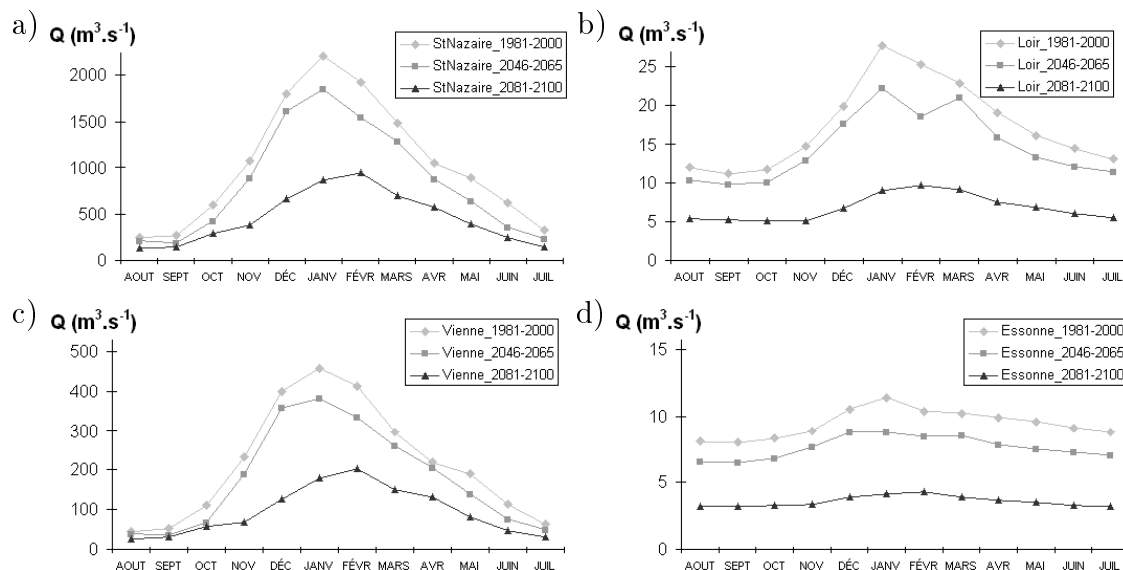 a)
Q (m³.s⁻¹)
StNazaire_1981-2000
StNazaire_2046-2065
StNazaire_2081-2100
2000
1500
1000
500
0
AOUT SEPT OCT NOV DÉC JANV FÉVR MARS AVR MAI JUIN JUIL
b)
Q (m³.s⁻¹)
Loir_1981-2000
Loir_2046-2065
Loir_2081-2100
25
20
15
10
5
0
AOUT SEPT OCT NOV DÉC JANV FÉVR MARS AVR MAI JUIN JUIL
c)
Q (m³.s⁻¹)
Vienne_1981-2000
Vienne_2046-2065
Vienne_2081-2100
500
400
300
200
100
0
AOUT SEPT OCT NOV DÉC JANV FÉVR MARS AVR MAI JUIN JUIL
d)
Q (m³.s⁻¹)
Essonne_1981-2000
Essonne_2046-2065
Essonne_2081-2100
15
10
5
0
AOUT SEPT OCT NOV DÉC JANV FÉVR MARS AVR MAI JUIN JUIL